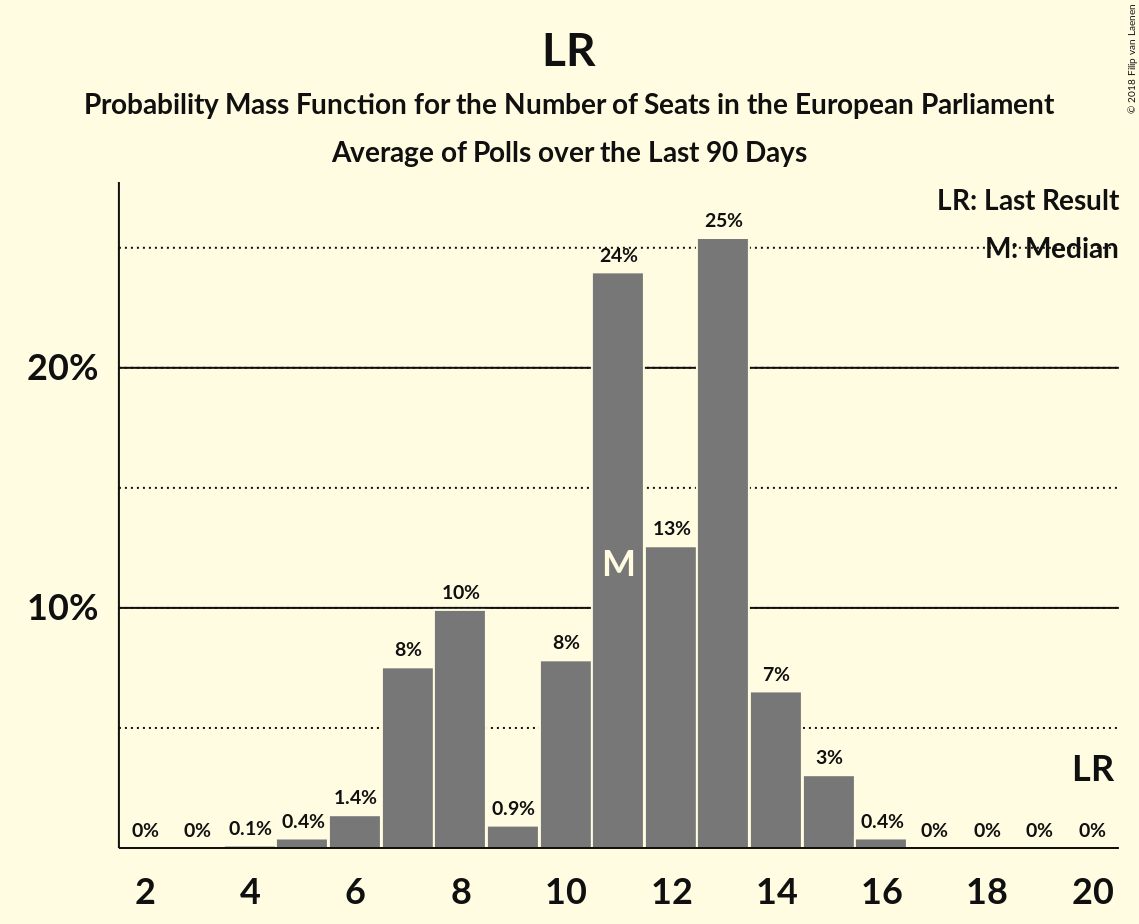 © 2018 Filip van Laenen
LR
Probability Mass Function for the Number of Seats in the European Parliament
Average of Polls over the Last 90 Days
LR: Last Result
M: Median
20%
10%
0% 0% 0.1% 0.4% 1.4% 8% 10% 0.9% 8% 24% 13% 25% 7% 3% 0.4% 0% 0% 0% 0%
M
LR
2 4 6 8 10 12 14 16 18 20